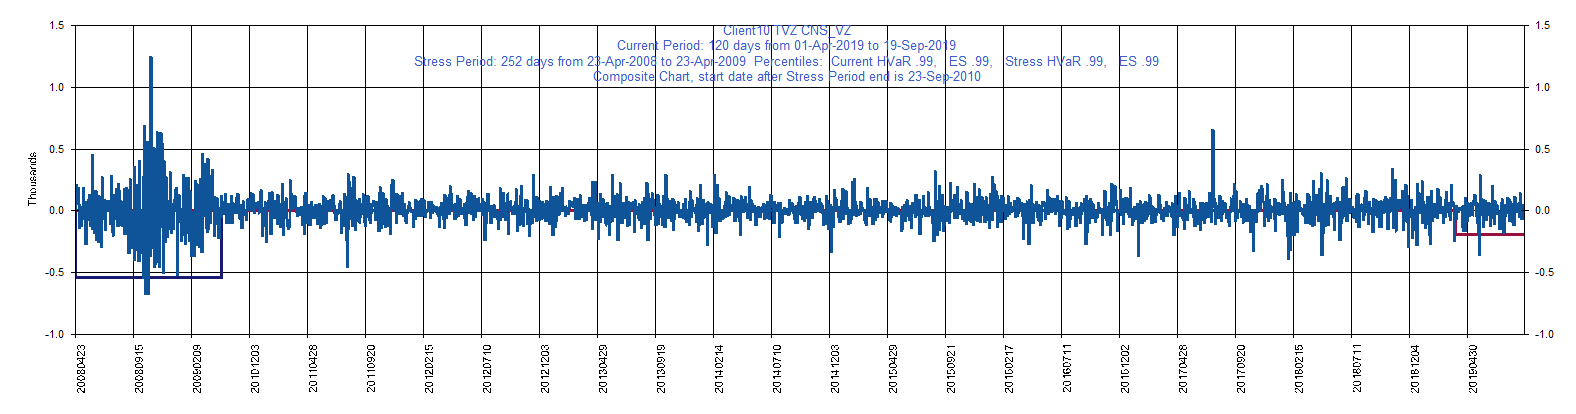 Client10 TVZ CNS_VZ
Current Period: 120 days from 01-Apr-2019 to 19-Sep-2019
Stress Period: 252 days from 23-Apr-2008 to 23-Apr-2009 Percentiles: Current HVaR .99, ES .99, Stress HVaR .99, ES .99
Composite Chart, start date after Stress Period end is 23-Sep-2010
1.5 1.5
1.0 1.0
0.5 0.5
0.0 0.0
-0.5 -0.5
-1.0 -1.0
Thousands
20080423 20080915 20090209 20101203 20110428 20110920 20120215 20120710 20121203 20130429 20130919 20140214 20140710 20141203 20150429 20150921 20160217 20160711 20161202 20170428 20170920 20180215 20180711 20181204 20190430